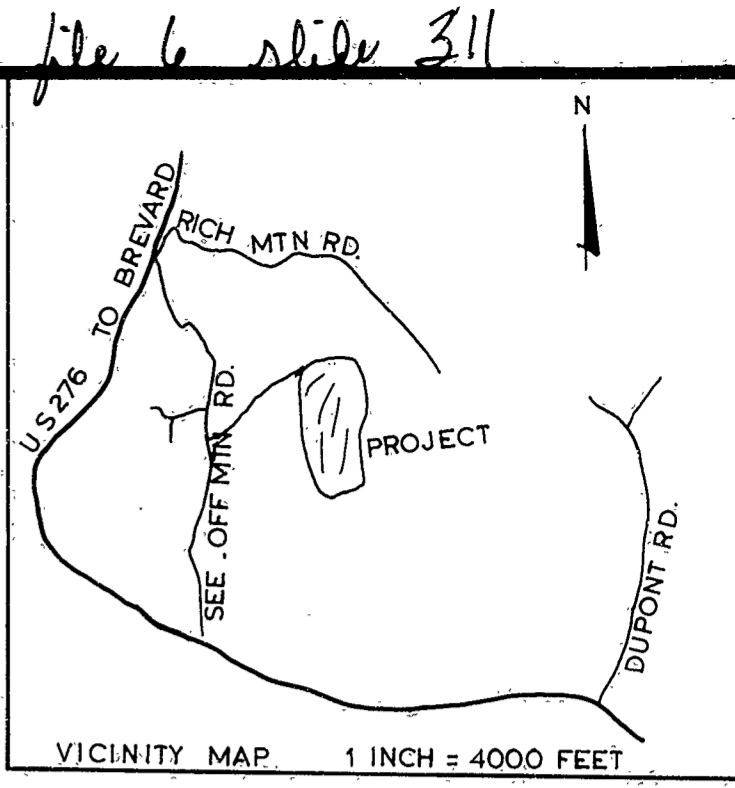 file 6 slide 311
N
U S 276 TO BREVARD
RICH MTN RD.
SEE . OFF MTN RD.
PROJECT
DUPONT RD.
VICINITY MAP 1 INCH = 4000 FEET